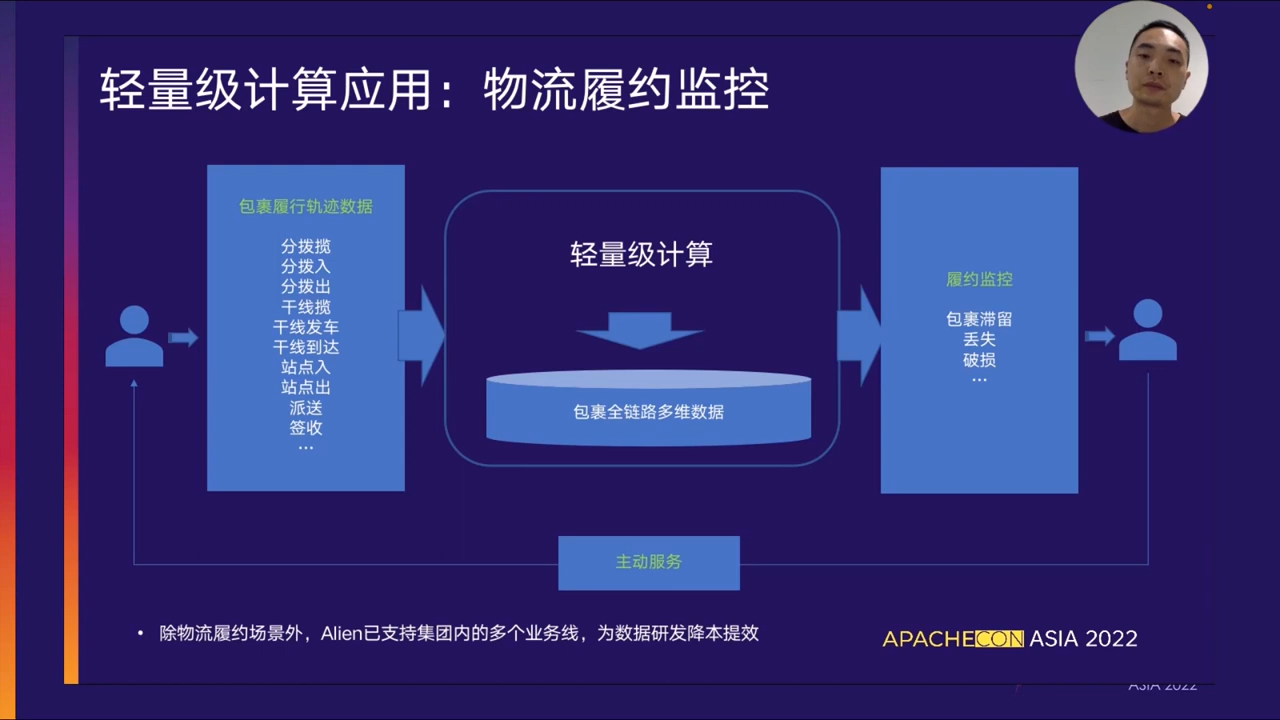 轻量级计算应用：物流履约监控
包裹履行轨迹数据
分拨揽
分拨入
分拨出
干线揽
干线发车
干线到达
站点入
站点出
派送
签收
...
轻量级计算
包裹全链路多维数据
履约监控
包裹滞留
丢失
破损
...
主动服务
• 除物流履约场景外，Alien已支持集团内的多个业务线，为数据研发降本提效
APACHECON ASIA 2022
ASIA 2022